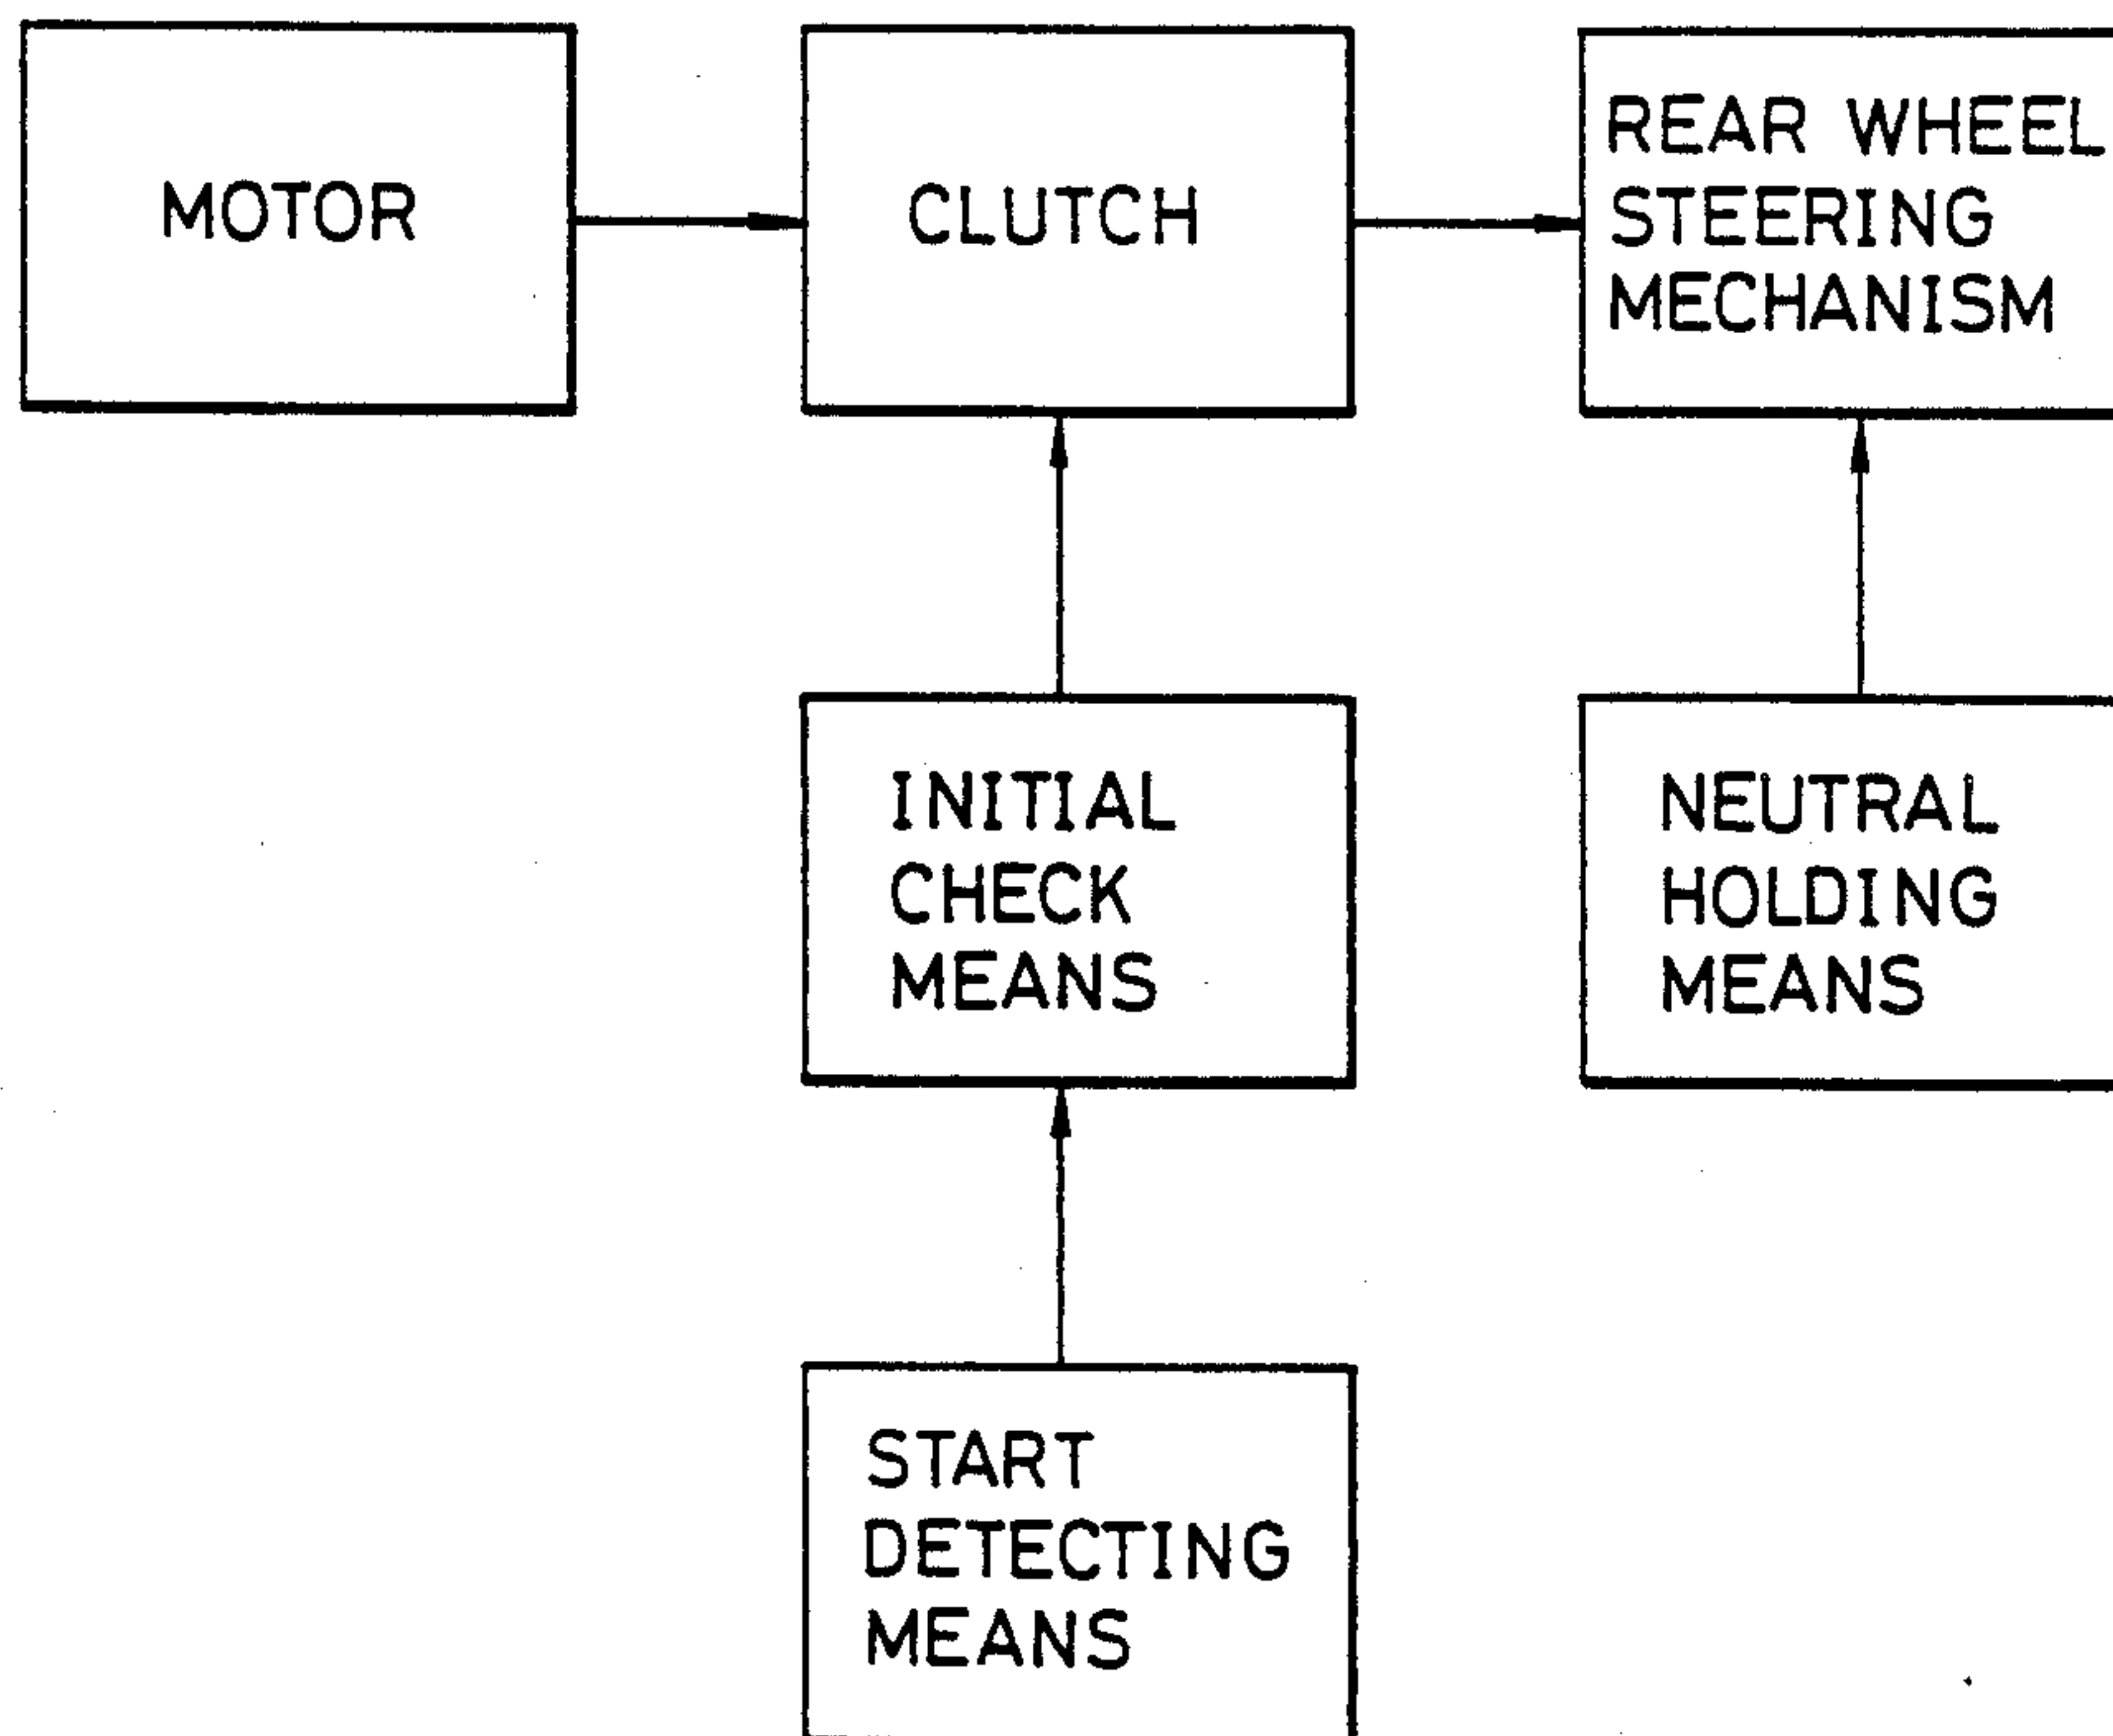 MOTOR
CLUTCH
REAR WHEEL
STEERING
MECHANISM
INITIAL
CHECK
MEANS
NEUTRAL
HOLDING
MEANS
START
DETECTING
MEANS